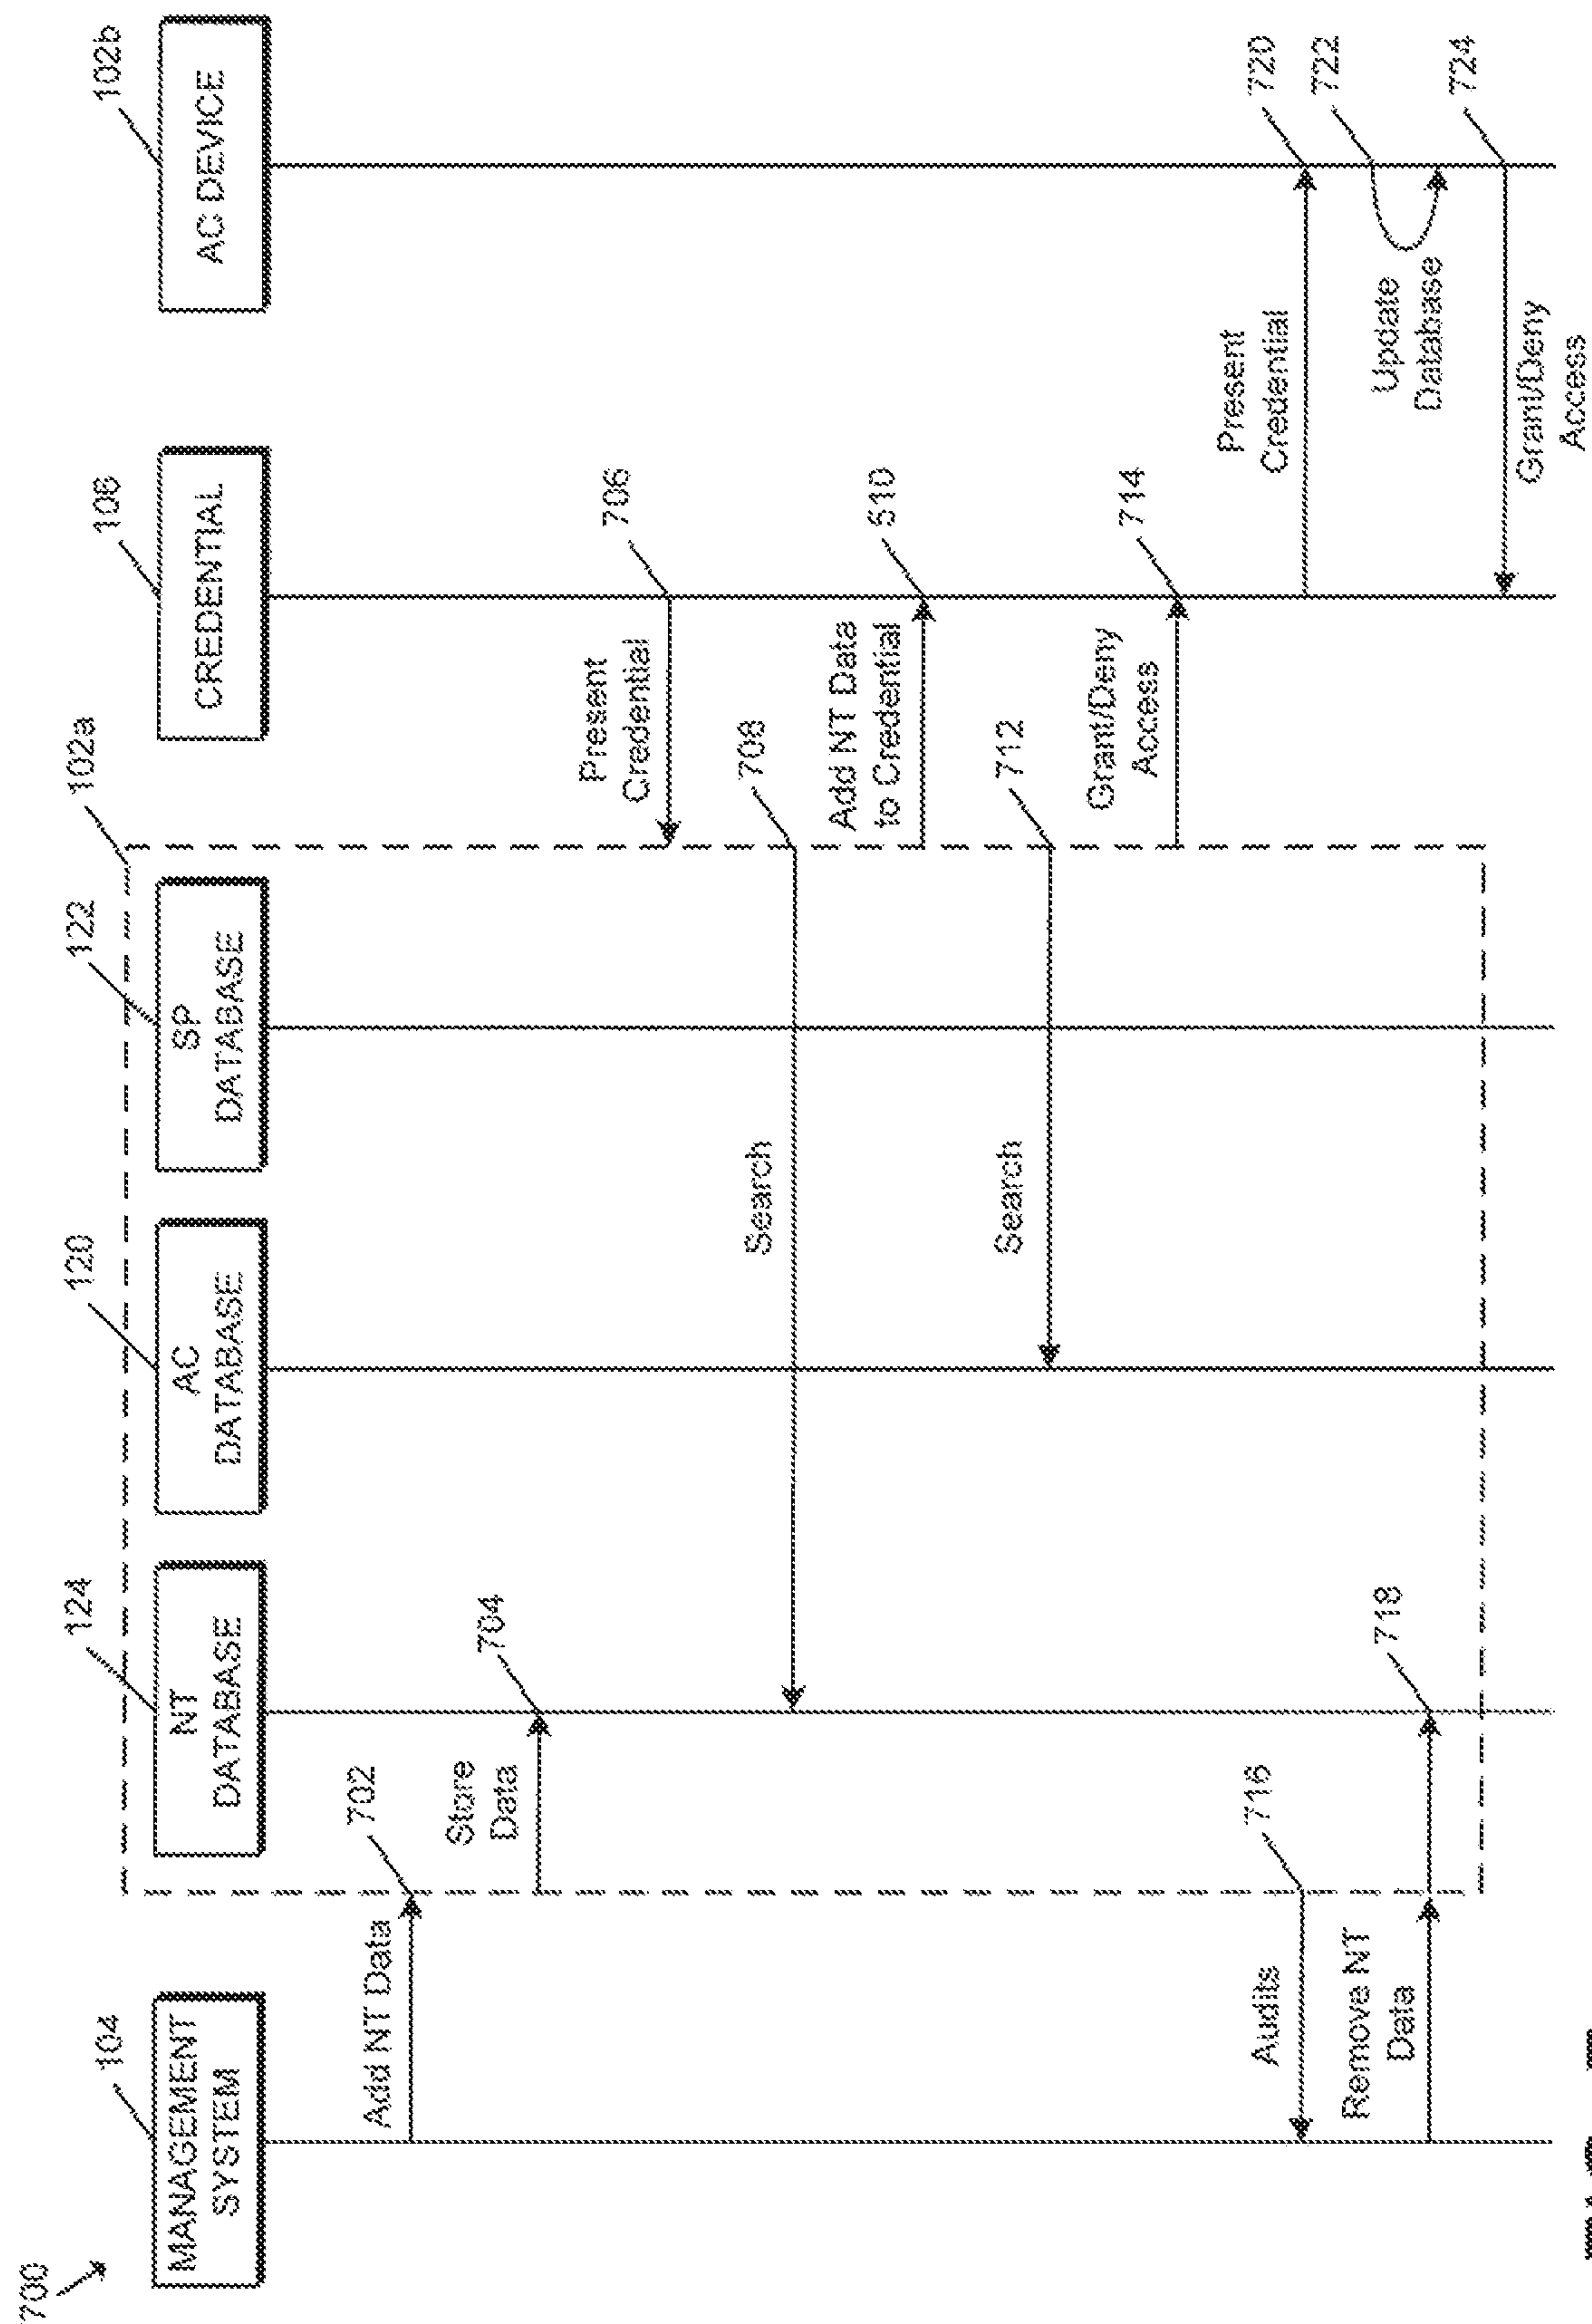 700
104
124
120
122
102a
106
102b
MANAGEMENT
SYSTEM
NT
DATABASE
AC
DATABASE
SP
DATABASE
CREDENTIAL
AC DEVICE
Add NT Data
702
Store
Data
704
Present
Credential
706
Search
708
Add NT Data
to Credential
510
Search
712
Grant/Deny
Access
714
Audits
716
Present
Credential
720
Remove NT
Data
718
Update
Database
722
Grant/Deny
Access
724